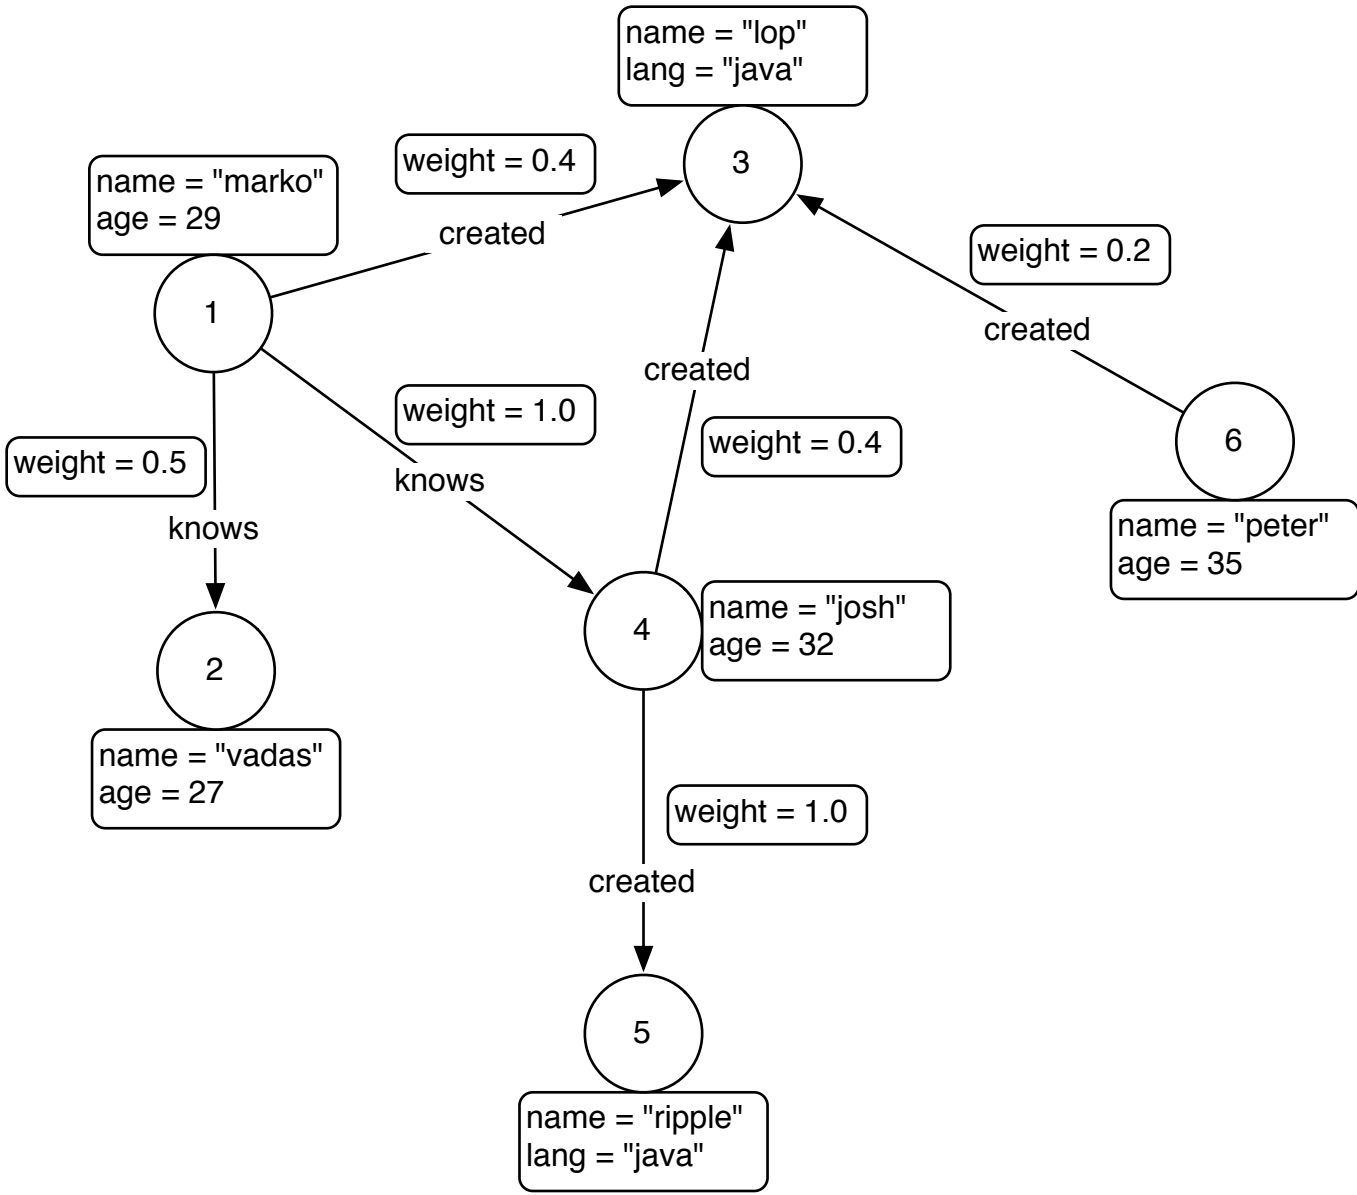 name = "lop"
lang = "java"
3
weight = 0.4
created
name = "marko"
age = 29
1
weight = 0.2
created
created
weight = 0.4
weight = 1.0
knows
weight = 0.5
knows
6
name = "peter"
age = 35
4
name = "josh"
age = 32
2
name = "vadas"
age = 27
weight = 1.0
created
5
name = "ripple"
lang = "java"